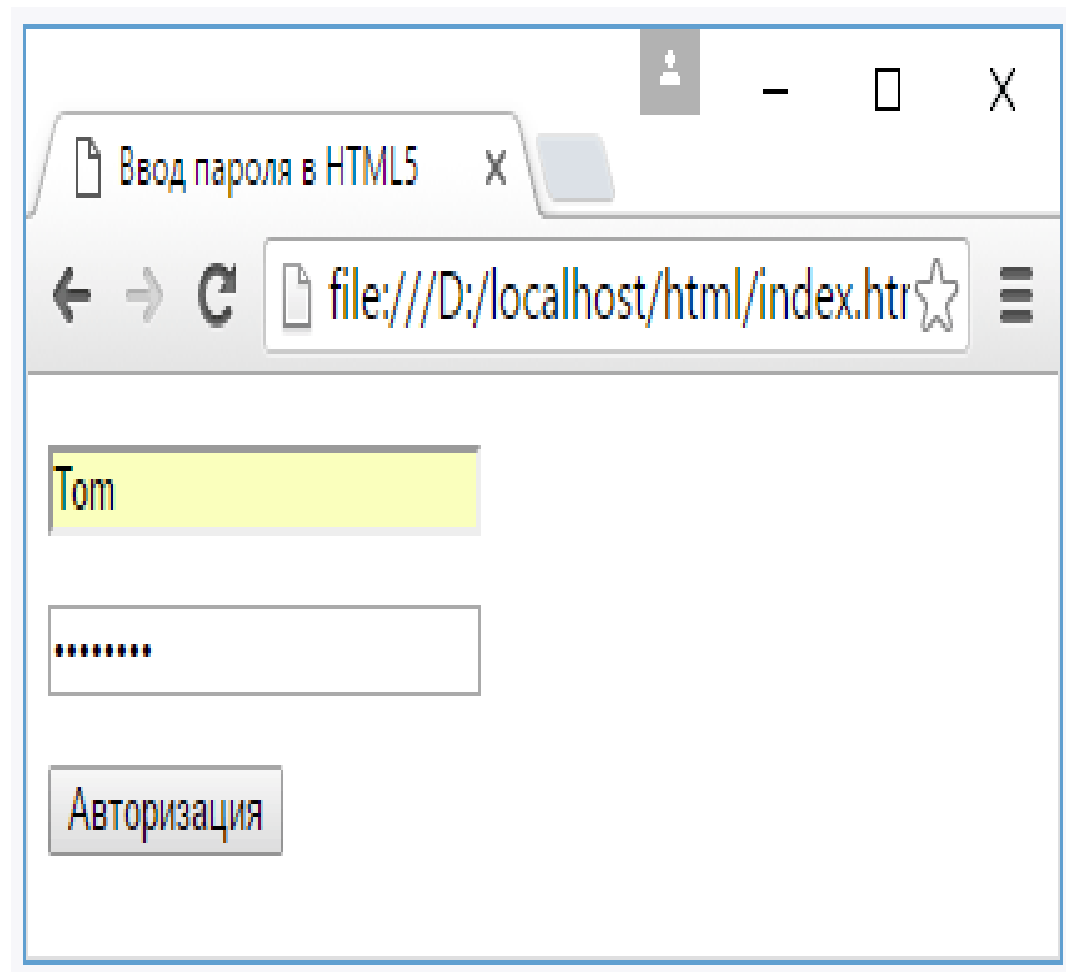 Ввод пароля в HTML5
file:///D:/localhost/html/index.htr
Tom
••••••••
Авторизация